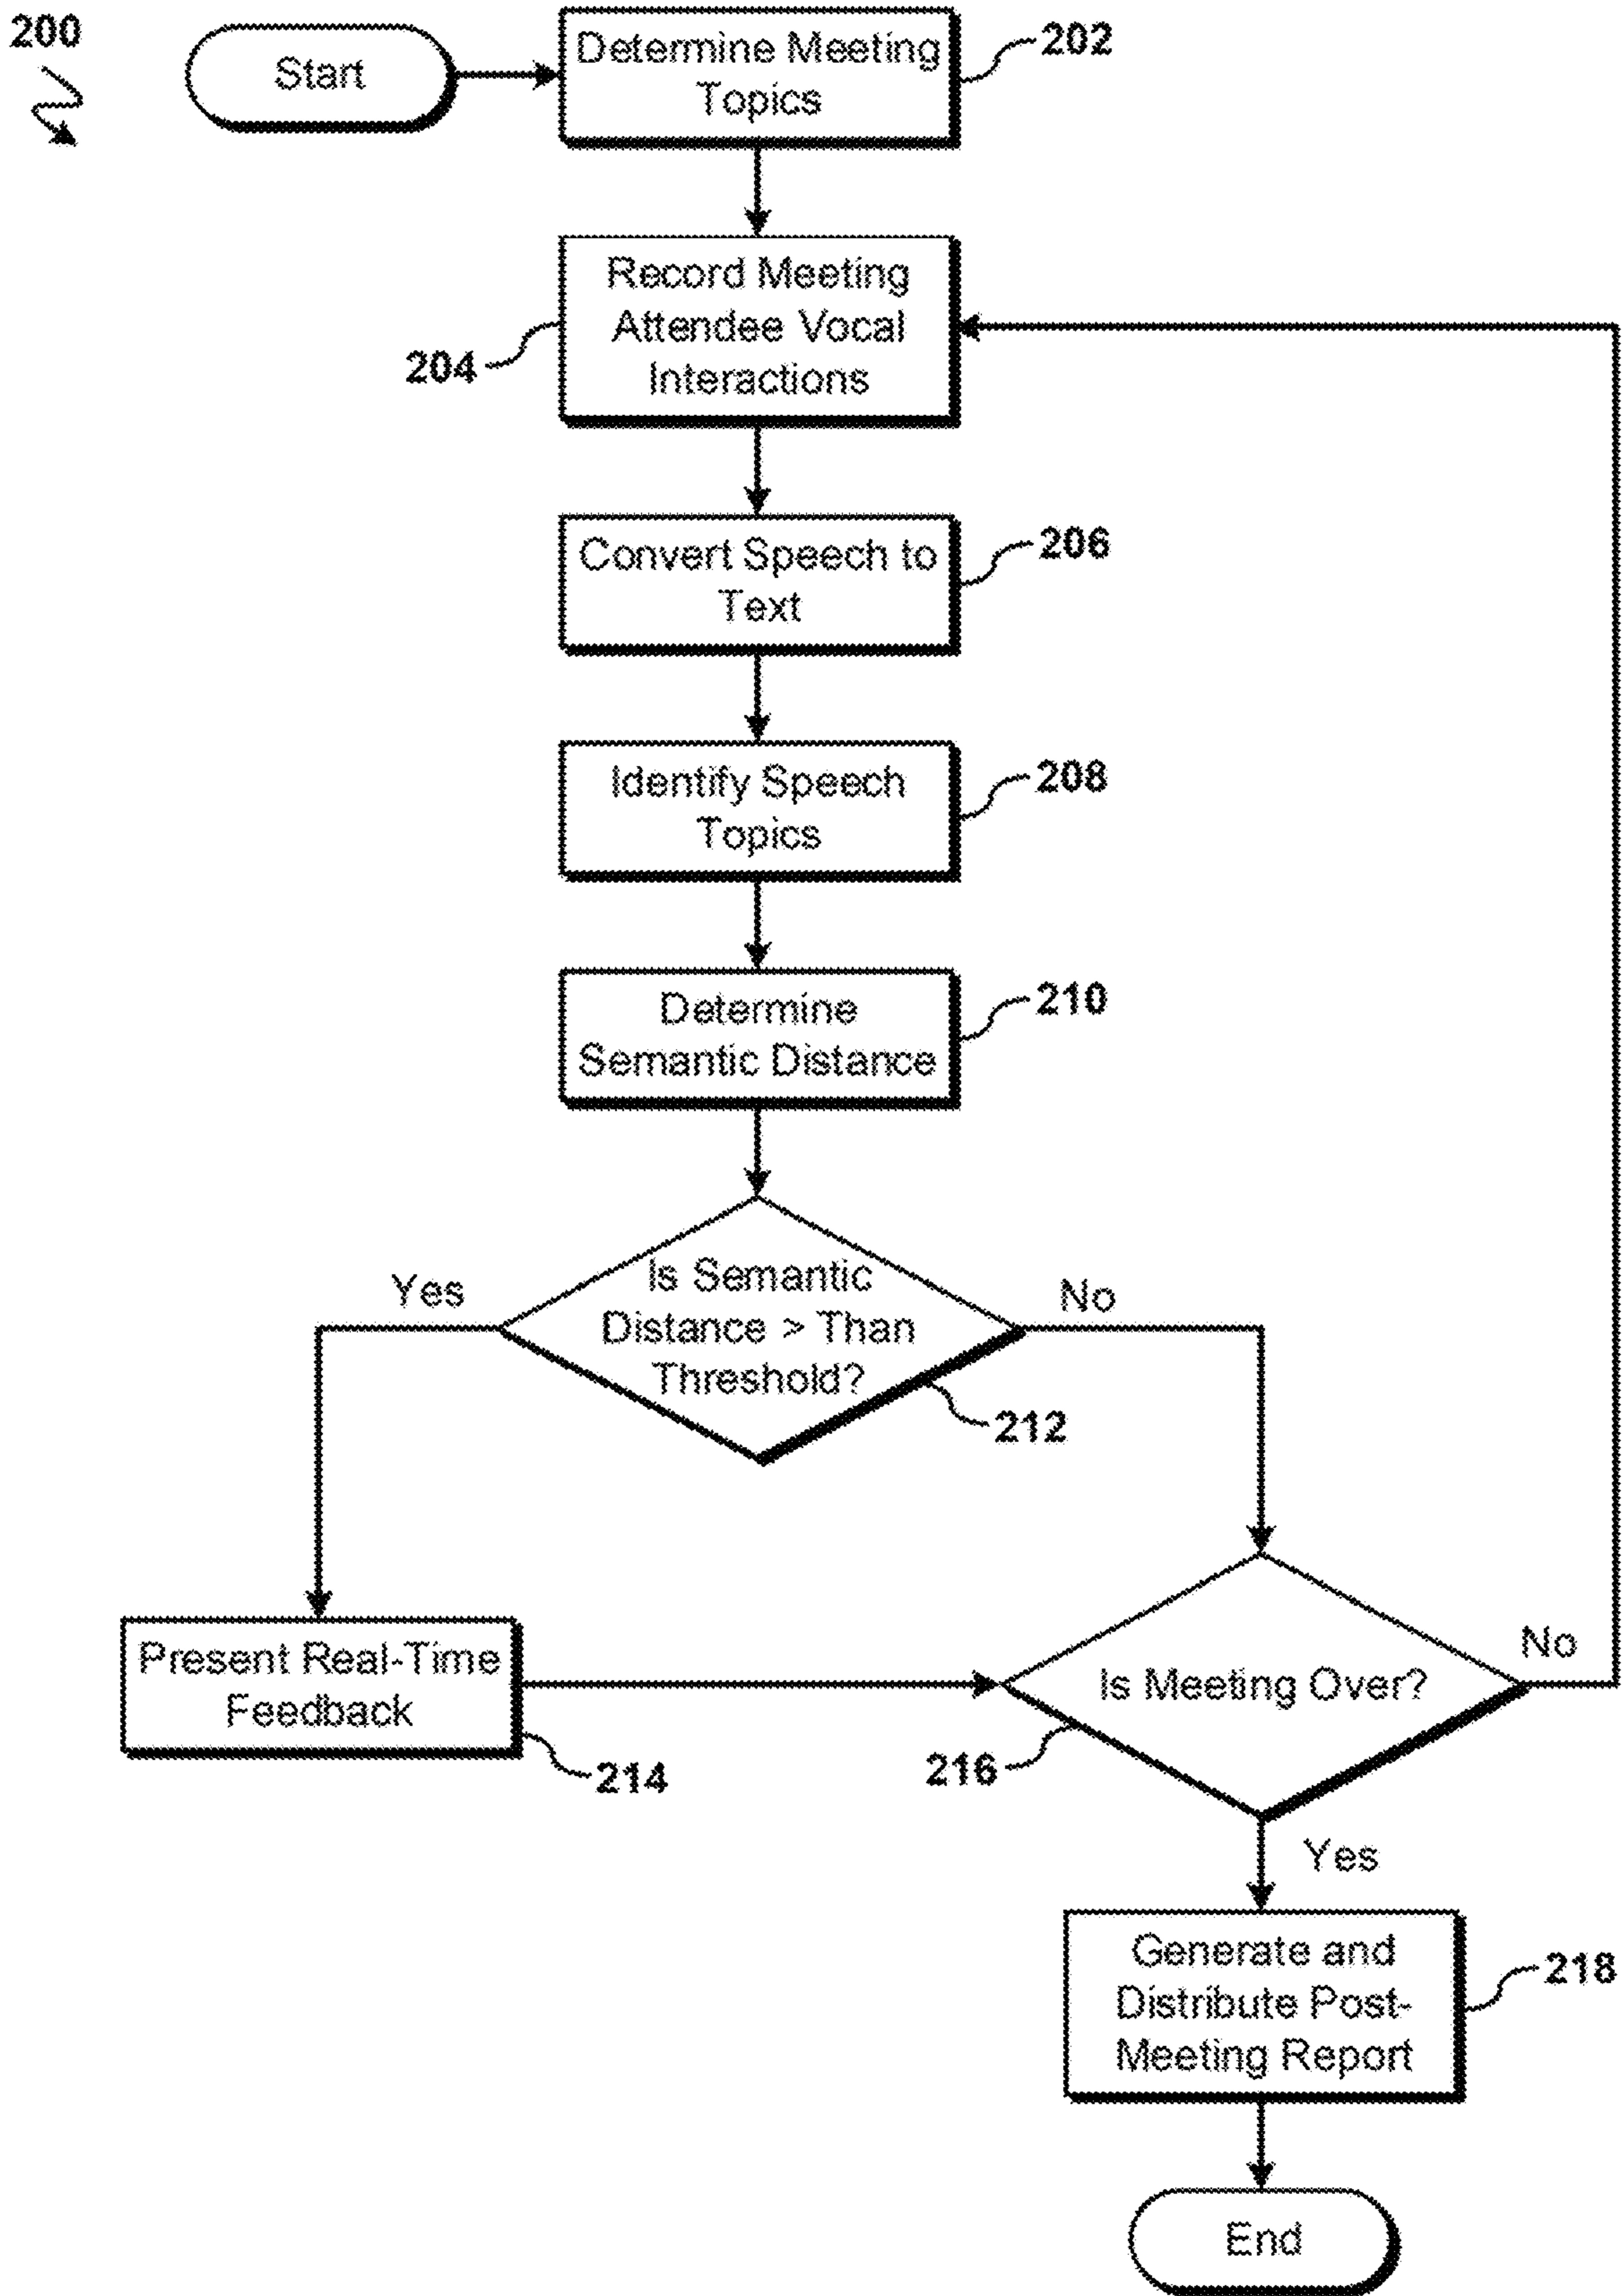 200
Start
Determine Meeting
Topics
202
Record Meeting
Attendee Vocal
Interactions
204
Convert Speech to
Text
206
Identify Speech
Topics
208
Determine
Semantic Distance
210
Is Semantic
Distance > Than
Threshold?
Yes
No
212
Present Real-Time
Feedback
214
Is Meeting Over?
No
216
Yes
Generate and
Distribute Post-
Meeting Report
218
End